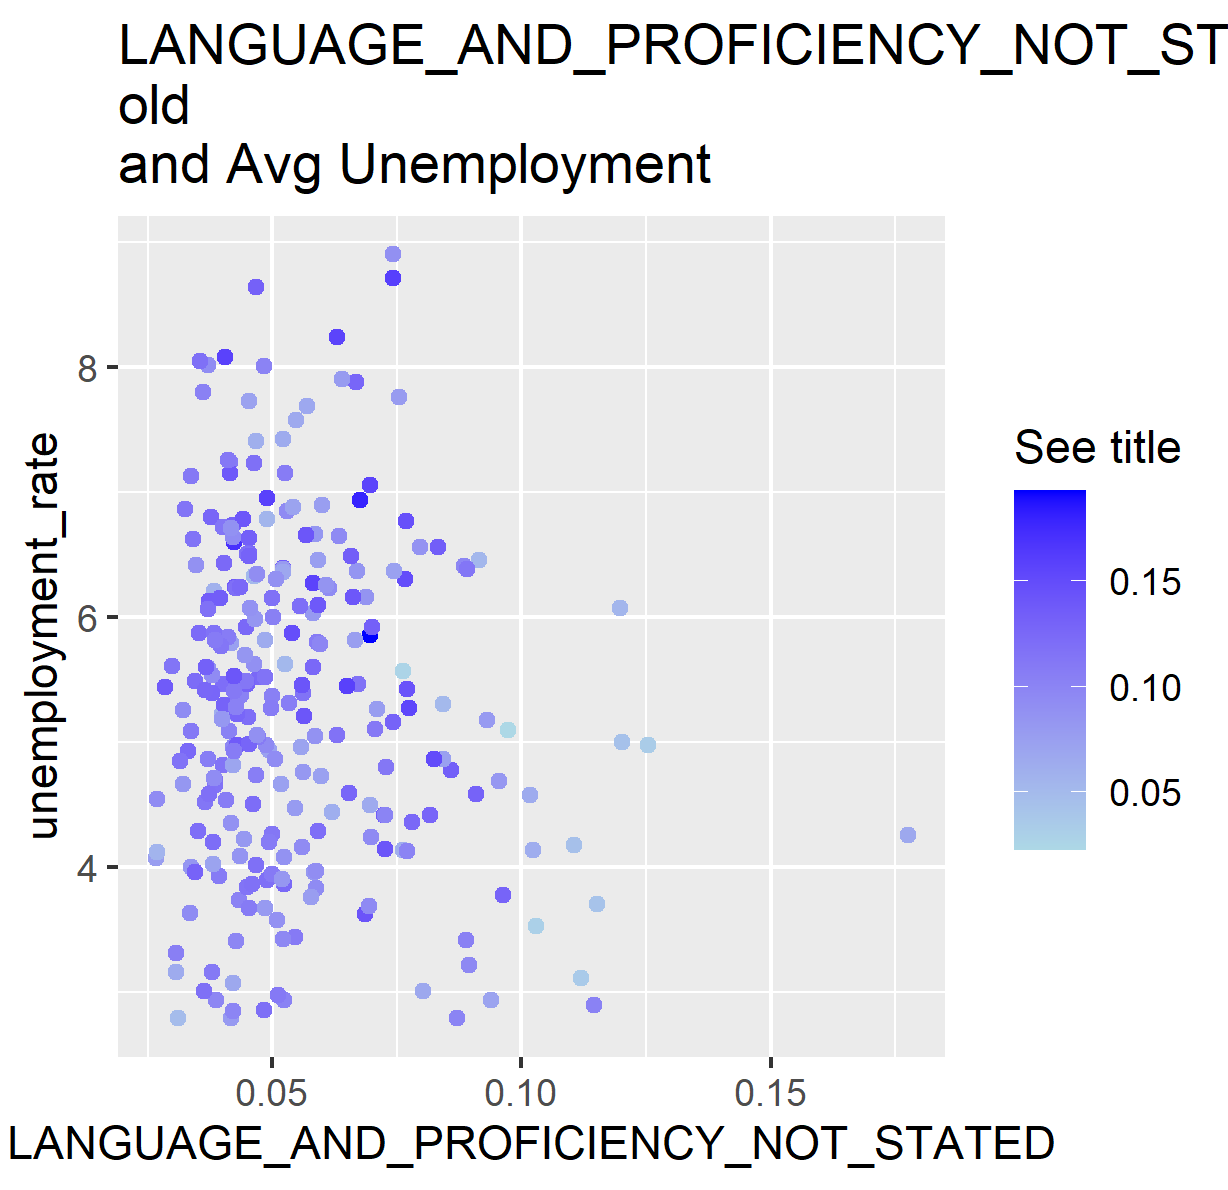 LANGUAGE_AND_PROFICIENCY_NOT_ST
old
and Avg Unemployment
unemployment_rate
8
6
4
0.05
0.10
0.15
LANGUAGE_AND_PROFICIENCY_NOT_STATED
See title
0.15
0.10
0.05